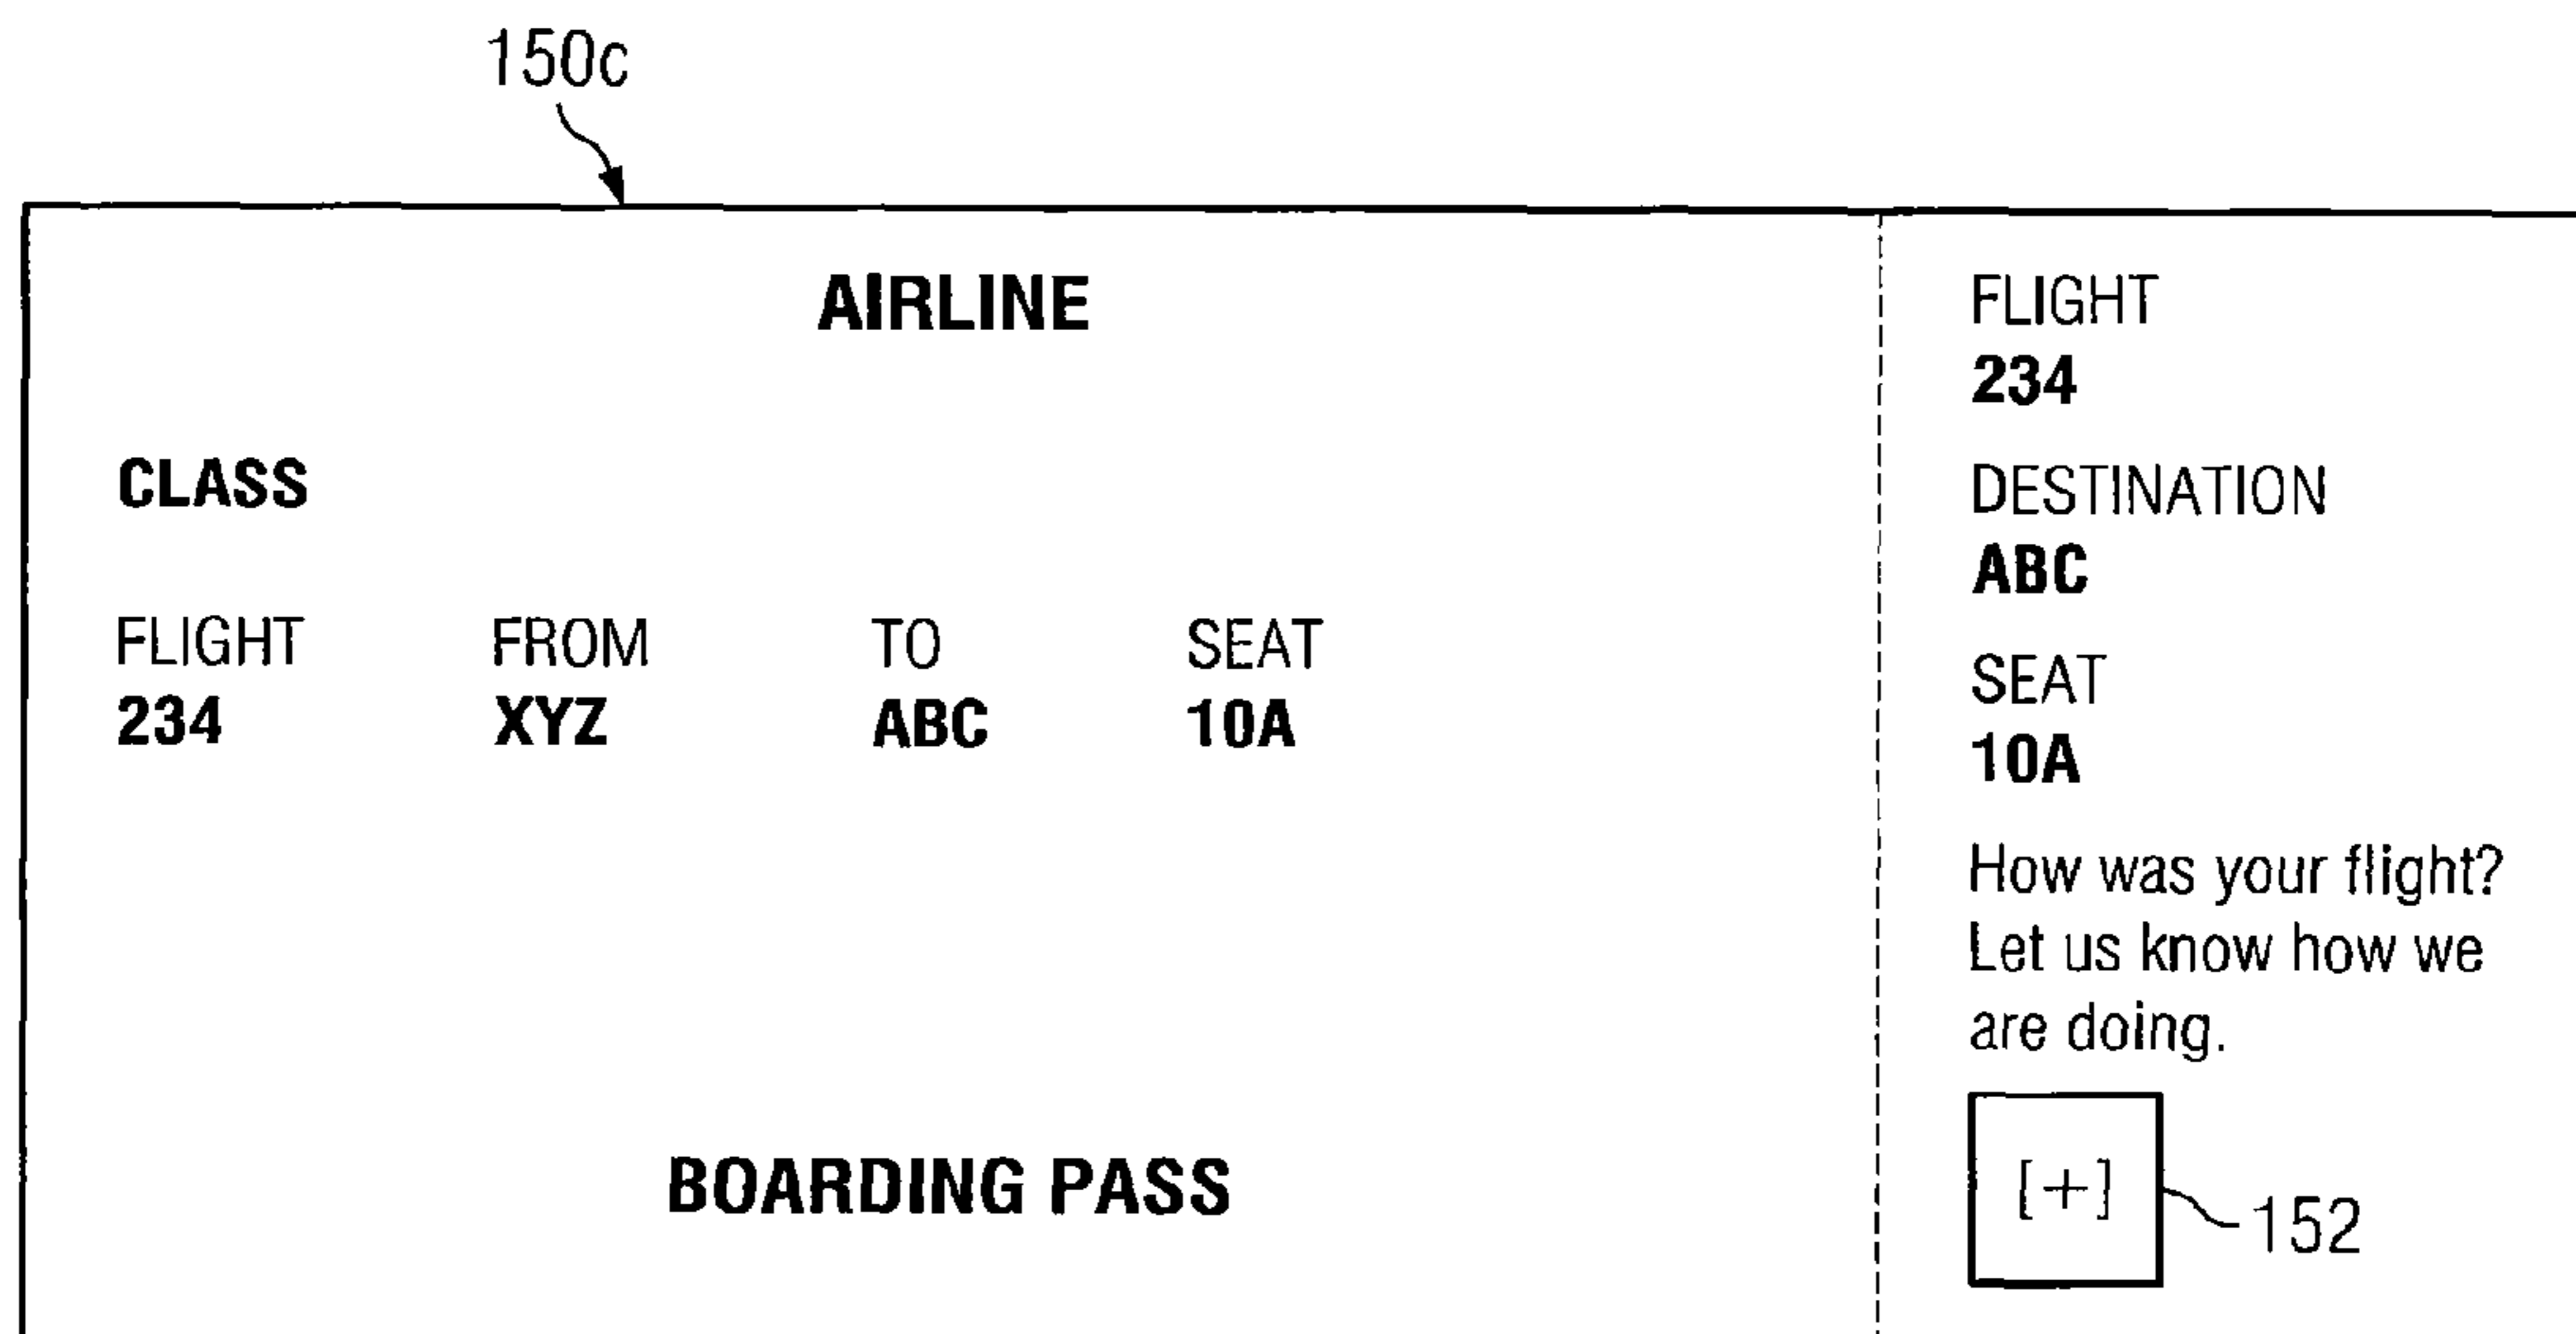 150c
AIRLINE
CLASS
FLIGHT FROM TO SEAT
234 XYZ ABC 10A
BOARDING PASS
FLIGHT
234
DESTINATION
ABC
SEAT
10A
How was your flight?
Let us know how we
are doing.
[+]
152